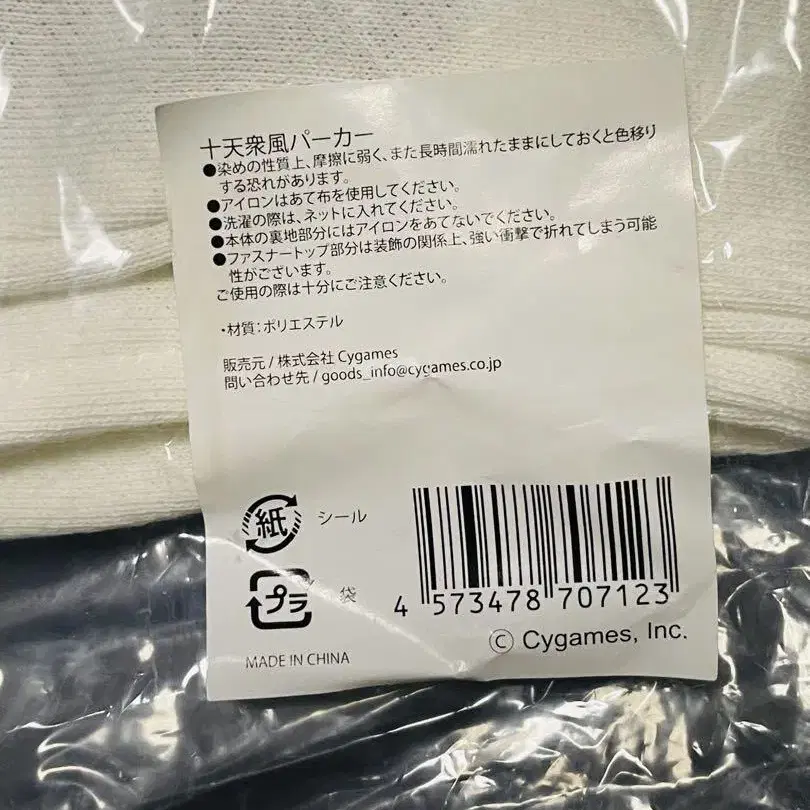 十天衆風パーカー
●染めの性質上、摩擦に弱く、また長時間濡れたままにしておくと色移り
する恐れがあります。
●アイロンはあて布を使用してください。
●洗濯の際は、ネットに入れてください。
●本体の裏地部分にはアイロンをあてないでください。
●ファスナートップ部分は装飾の関係上、強い衝撃で折れてしまう可能
性がございます。
ご使用の際は十分にご注意ください。
・材質：ポリエステル
販売元 / 株式会社 Cygames
問い合わせ先 / goods_info@cygames.co.jp
紙 シール
プラ 袋
4 573478 707123
© Cygames, Inc.
MADE IN CHINA